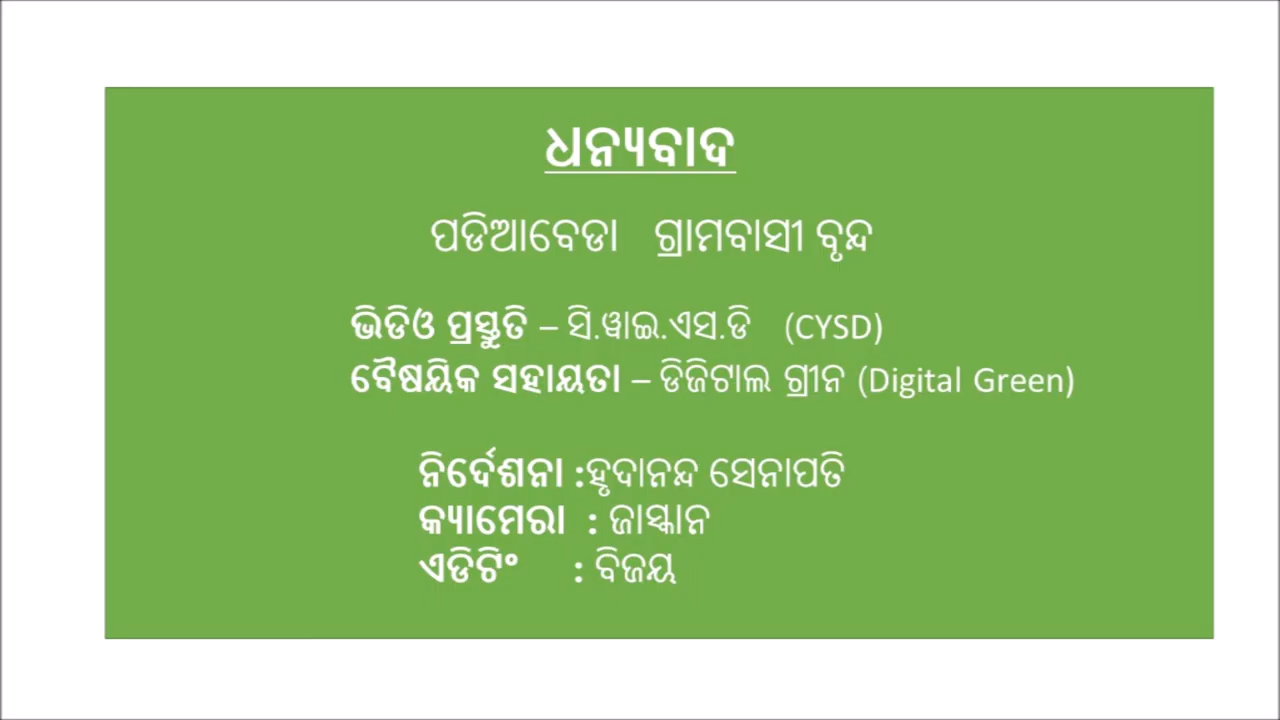 ଧନ୍ୟବାଦ
ପଡିଆବେଡା ଗ୍ରାମବାସୀ ବୃନ୍ଦ
ଭିଡିଓ ପ୍ରସ୍ତୁତି – ସି.ୱାଇ.ଏସ.ଡି (CYSD)
ବୈଷୟିକ ସହାୟତା – ଡିଜିଟାଲ ଗ୍ରୀନ (Digital Green)
ନିର୍ଦେଶନା :ହୃଦାନନ୍ଦ ସେନାପତି
କ୍ୟାମେରା : ଜାସ୍କାନ
ଏଡିଟିଂ : ବିଜୟ